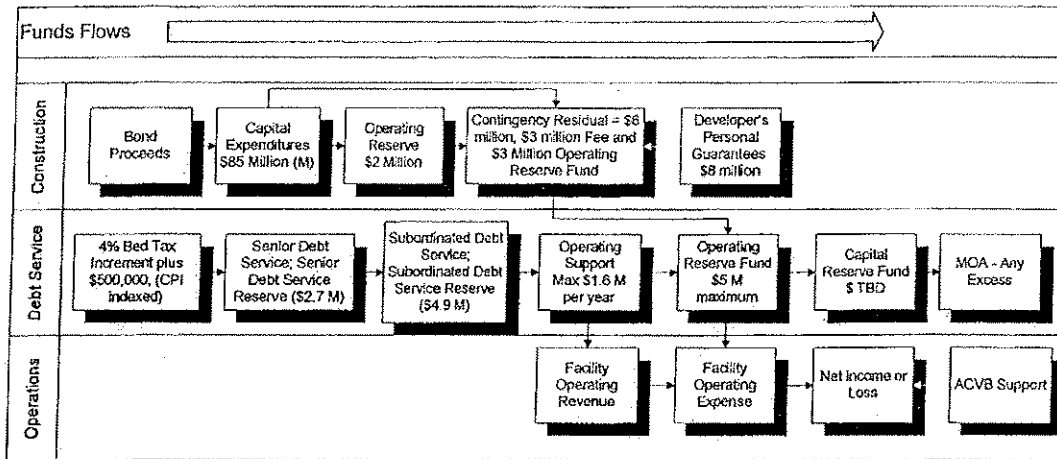 Funds Flows
Construction
Bond
Proceeds
Capital
Expenditures
$85 Million (M)
Operating
Reserve
$2 Million
Contingency Residual = $6
million, $3 million Fee and
$3 Million Operating
Reserve Fund
Developer's
Personal
Guarantees
$8 million
Debt Service
4% Bed Tax
Increment plus
$500,000, (CPI
indexed)
Senior Debt
Service; Senior
Debt Service
Reserve ($2.7 M)
Subordinated Debt
Service;
Subordinated Debt
Service Reserve
($4.9 M)
Operating
Support
Max $1.6 M
per year
Operating
Reserve Fund
$5 M
maximum
Capital
Reserve Fund
$ TBD
MOA - Any
Excess
Operations
Facility
Operating
Revenue
Facility
Operating
Expense
Net Income or
Loss
ACVB Support